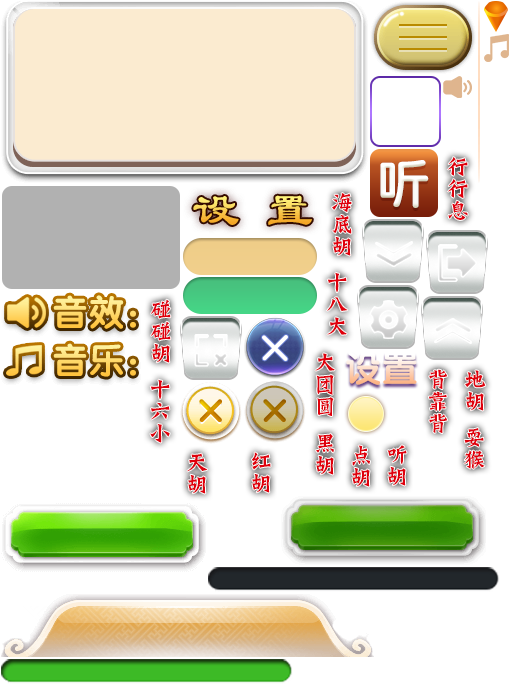 听
行行息
设 置
海底胡
音效:
碰碰胡
十八大
音乐:
大团圆
设置
十六小
背靠背
地胡
黑胡
点胡
听胡
耍猴
天胡
红胡